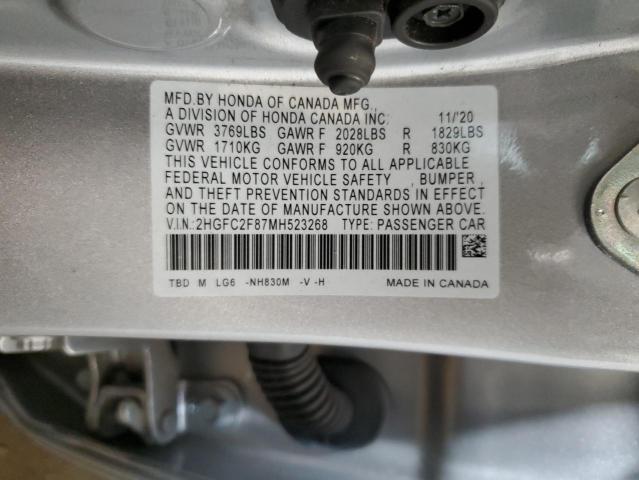 MFD.BY HONDA OF CANADA MFG.,
A DIVISION OF HONDA CANADA INC. 11/'20
GVWR 3769LBS GAWR F 2028LBS R 1829LBS
GVWR 1710KG GAWR F 920KG R 830KG
THIS VEHICLE CONFORMS TO ALL APPLICABLE
FEDERAL MOTOR VEHICLE SAFETY , BUMPER ,
AND THEFT PREVENTION STANDARDS IN EFFECT
ON THE DATE OF MANUFACTURE SHOWN ABOVE.
V.I.N.:2HGFC2F87MH523268 TYPE: PASSENGER CAR
TBD M LG6 -NH830M -V -H MADE IN CANADA